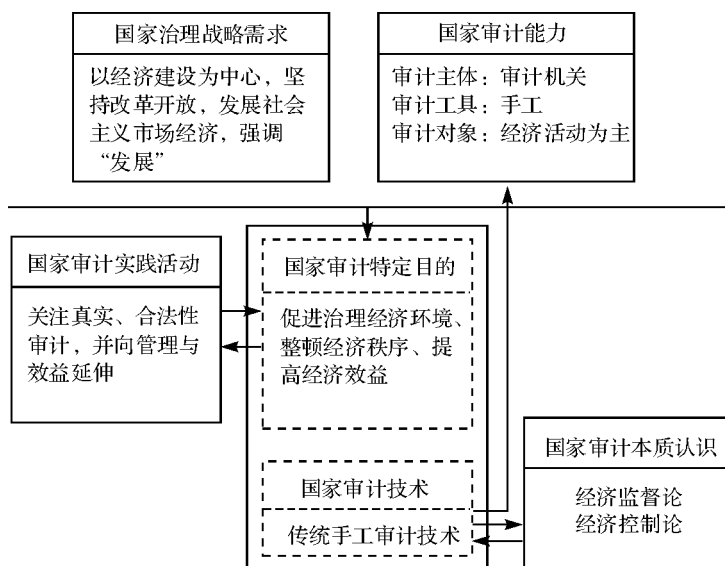 国家治理战略需求
以经济建设为中心，坚
持改革开放，发展社会
主义市场经济，强调
“发展”
国家审计能力
审计主体：审计机关
审计工具：手工
审计对象：经济活动为主
国家审计实践活动
关注真实、合法性
审计，并向管理与
效益延伸
国家审计特定目的
促进治理经济环境、
整顿经济秩序、提
高经济效益
国家审计技术
传统手工审计技术
国家审计本质认识
经济监督论
经济控制论